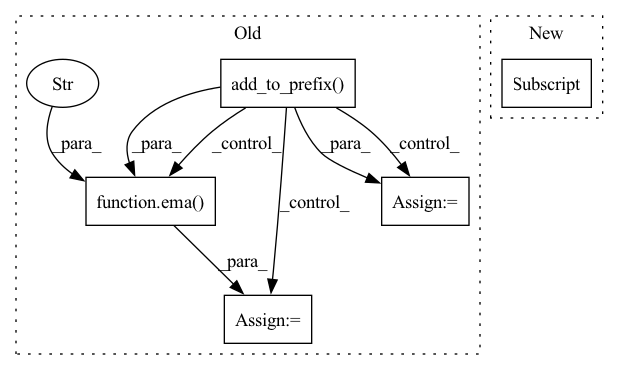 Old
New
Str
add_to_prefix()
Subscript
_para_
_para_
_control_
_para_
_control_
function.ema()
_control_
Assign:=
_para_
Assign:=